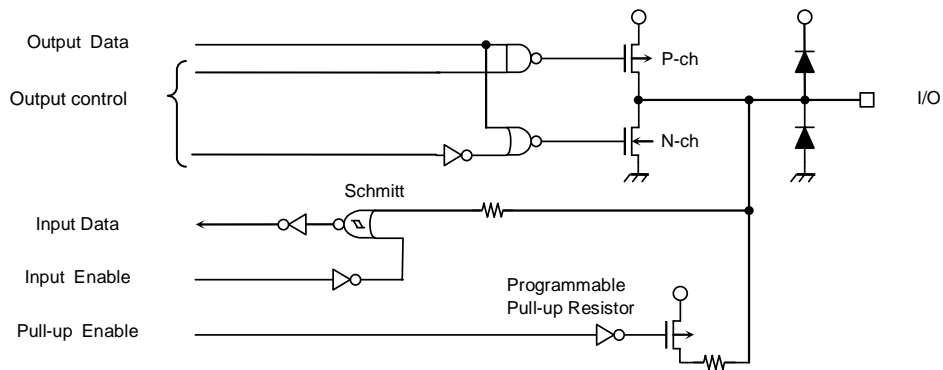 Output Data
P-ch
Output control
I/O
N-ch
Schmitt
Input Data
Input Enable
Programmable
Pull-up Resistor
Pull-up Enable